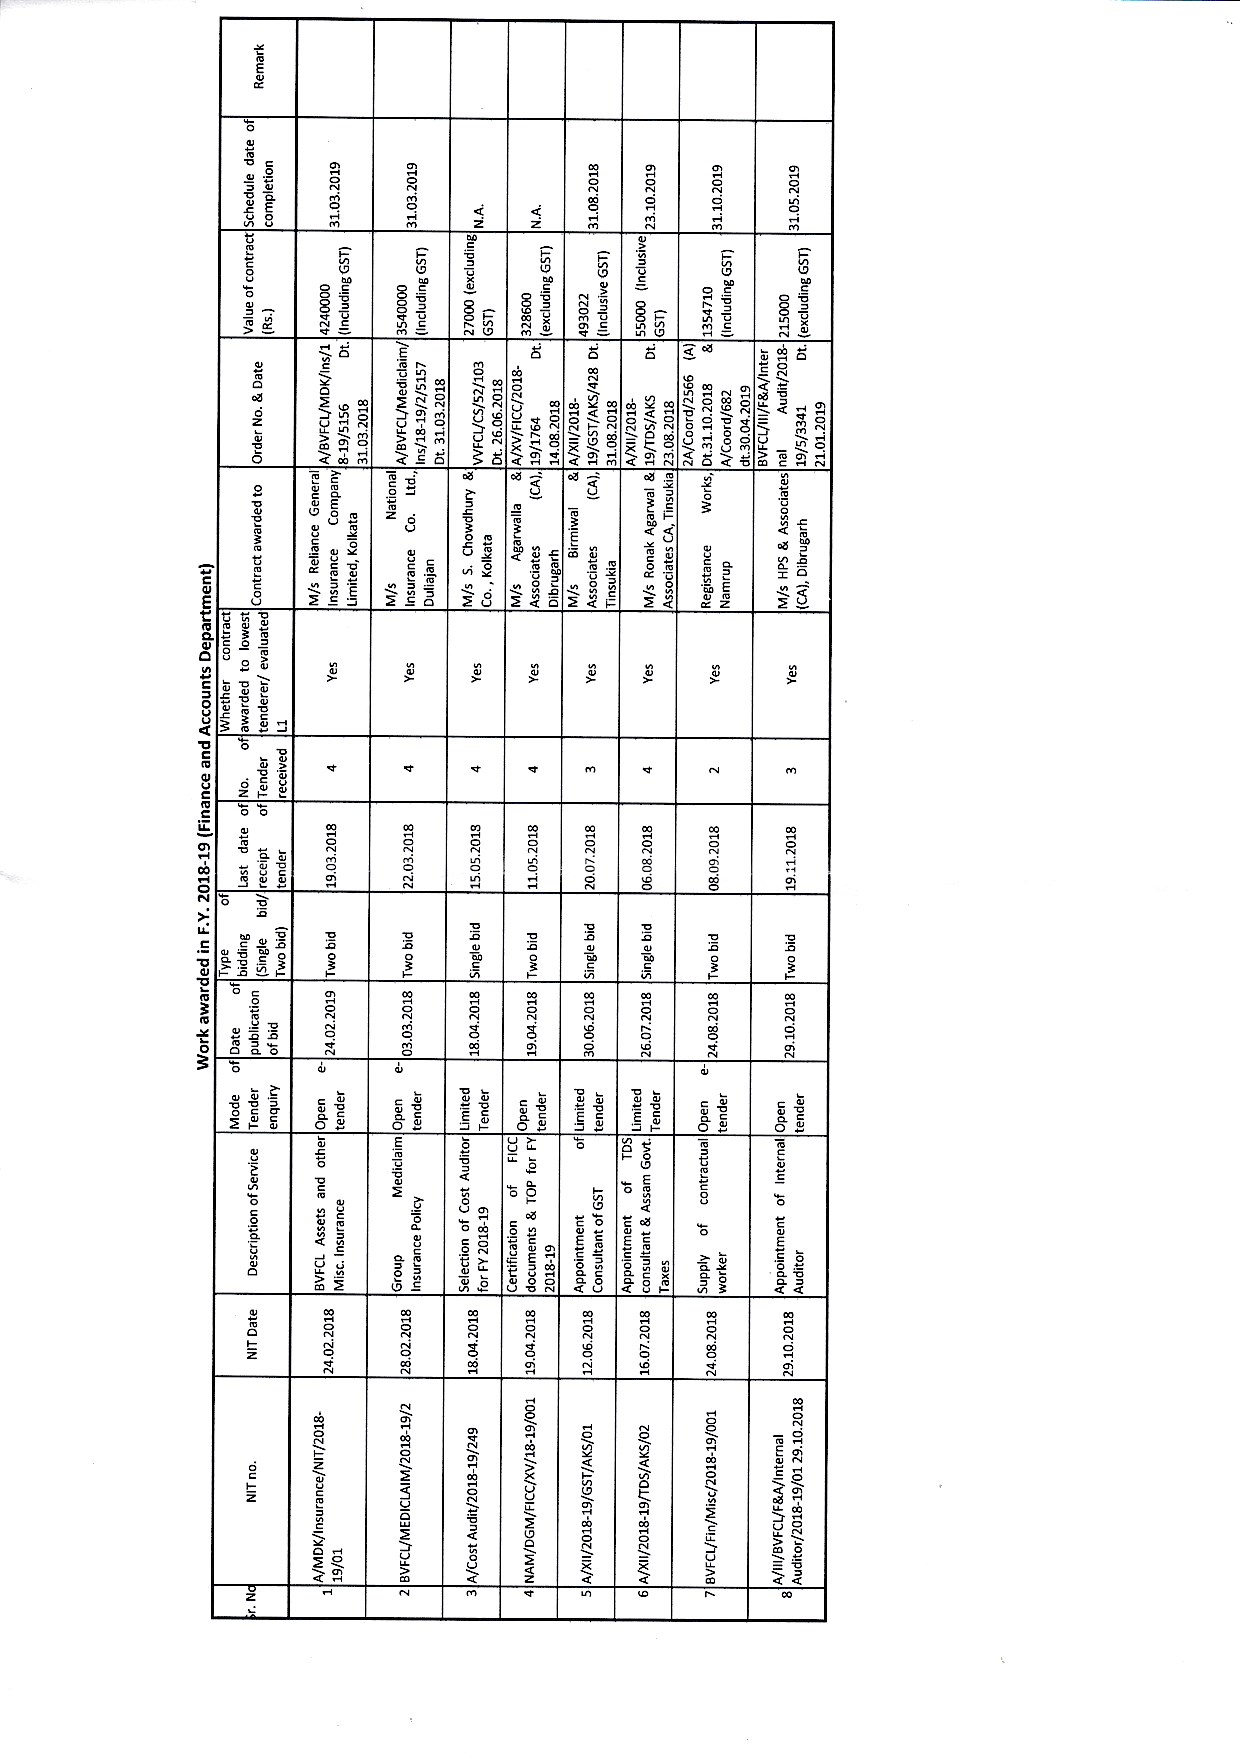 Work awarded in F.Y. 2018-19 (Finance and Accounts Department)
Sr. No
NIT no.
NIT Date
Description of Service
Mode of
Tender
enquiry
Date of
publication
of bid
Type of
bidding
(Single bid/
Two bid)
Last date of
receipt of
tender
No. of
Tender
received
Whether contract
awarded to lowest
tenderer/ evaluated
L1
Contract awarded to
Order No. & Date
Value of contract
(Rs.)
Schedule date of
completion
Remark
1
A/MDK/Insurance/NIT/2018-
19/01
24.02.2018
BVFCL Assets and other
Misc. Insurance
Open e-
tender
24.02.2019
Two bid
19.03.2018
4
Yes
M/s Reliance General
Insurance Company
Limited, Kolkata
A/BVFCL/MDK/Ins/1
8-19/5156 Dt.
31.03.2018
4240000
(Including GST)
31.03.2019
2
BVFCL/MEDICLAIM/2018-19/2
28.02.2018
Group Mediclaim
Insurance Policy
Open e-
tender
03.03.2018
Two bid
22.03.2018
4
Yes
M/s National
Insurance Co. Ltd.,
Duliajan
A/BVFCL/Mediclaim/
Ins/18-19/2/5157
Dt. 31.03.2018
3540000
(Including GST)
31.03.2019
3
A/Cost Audit/2018-19/249
18.04.2018
Selection of Cost Auditor
for FY 2018-19
Limited
Tender
18.04.2018
Single bid
15.05.2018
4
Yes
M/s S. Chowdhury &
Co., Kolkata
VVFCL/CS/52/103
Dt. 26.06.2018
27000 (excluding
GST)
N.A.
4
NAM/DGM/FICC/XV/18-19/001
19.04.2018
Certification of FICC
documents & TOP for FY
2018-19
Open
tender
19.04.2018
Two bid
11.05.2018
4
Yes
M/s Agarwalla &
Associates (CA),
Dibrugarh
A/XV/FICC/2018-
19/1764 Dt.
14.08.2018
328600
(excluding GST)
N.A.
5
A/XII/2018-19/GST/AKS/01
12.06.2018
Appointment of
Consultant of GST
Limited
tender
30.06.2018
Single bid
20.07.2018
3
Yes
M/s Birmiwal &
Associates (CA),
Tinsukia
A/XII/2018-
19/GST/AKS/428 Dt.
31.08.2018
493022
(Inclusive GST)
31.08.2018
6
A/XII/2018-19/TDS/AKS/02
16.07.2018
Appointment of TDS
consultant & Assam Govt.
Taxes
Limited
Tender
26.07.2018
Single bid
06.08.2018
4
Yes
M/s Ronak Agarwal &
Associates CA, Tinsukia
A/XII/2018-
19/TDS/AKS Dt.
23.08.2018
55000 (Inclusive
GST)
23.10.2019
7
BVFCL/Fin/Misc/2018-19/001
24.08.2018
Supply of contractual
worker
Open e-
tender
24.08.2018
Two bid
08.09.2018
2
Yes
Registance Works,
Namrup
2A/Coord/2566 (A)
Dt.31.10.2018 &
A/Coord/682
dt.30.04.2019
1354710
(Including GST)
31.10.2019
8
A/III/BVFCL/F&A/Internal
Auditor/2018-19/01 29.10.2018
29.10.2018
Appointment of Internal
Auditor
Open
tender
29.10.2018
Two bid
19.11.2018
3
Yes
M/s HPS & Associates
(CA), Dibrugarh
BVFCL/III/F&A/Inter
nal Audit/2018-
19/5/3341 Dt.
21.01.2019
215000
(excluding GST)
31.05.2019